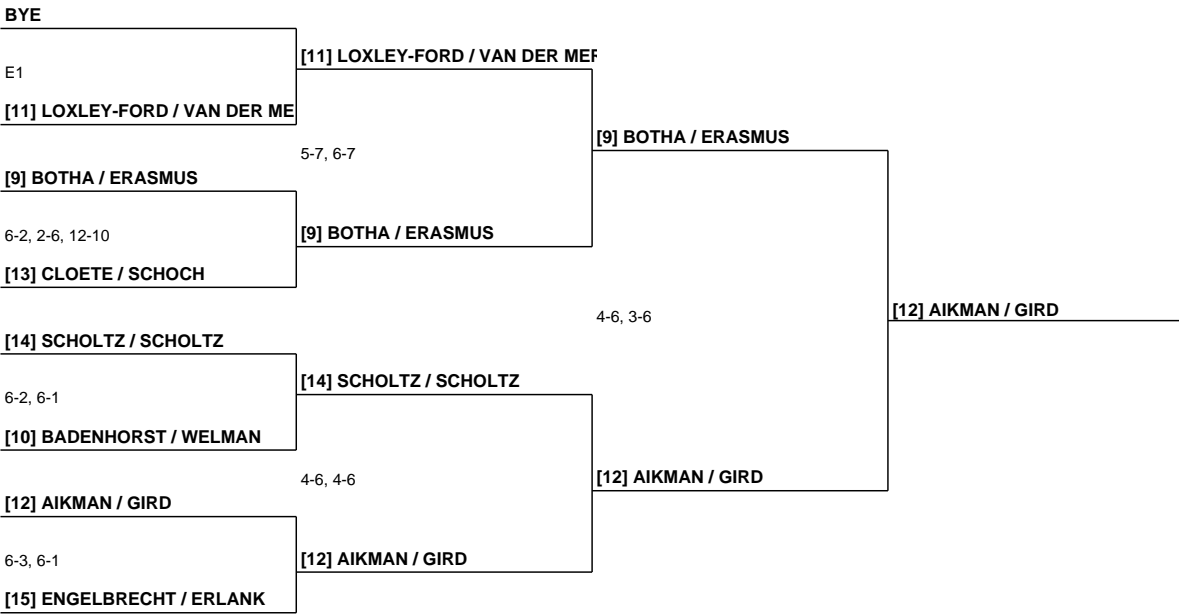 BYE
E1
[11] LOXLEY-FORD / VAN DER ME
[9] BOTHA / ERASMUS
6-2, 2-6, 12-10
[13] CLOETE / SCHOCH
[14] SCHOLTZ / SCHOLTZ
6-2, 6-1
[10] BADENHORST / WELMAN
[12] AIKMAN / GIRD
6-3, 6-1
[15] ENGELBRECHT / ERLANK
[11] LOXLEY-FORD / VAN DER MER
5-7, 6-7
[9] BOTHA / ERASMUS
[14] SCHOLTZ / SCHOLTZ
4-6, 4-6
[12] AIKMAN / GIRD
[9] BOTHA / ERASMUS
4-6, 3-6
[12] AIKMAN / GIRD
[12] AIKMAN / GIRD